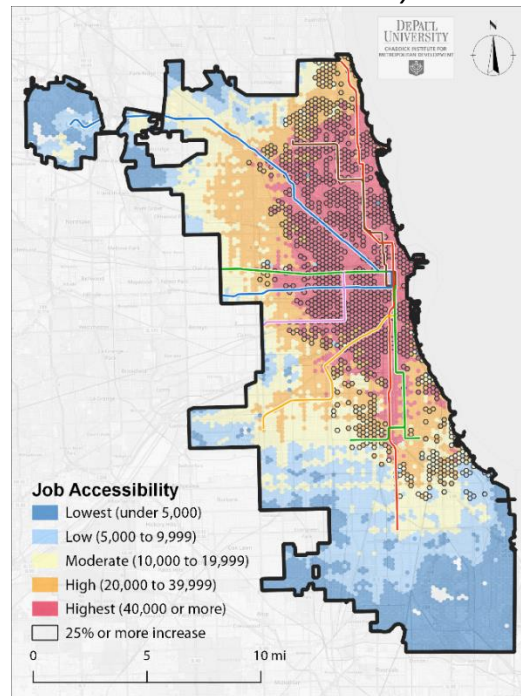 DEPAUL
UNIVERSITY
CHADDICK INSTITUTE FOR
METROPOLITAN DEVELOPMENT
N
Job Accessibility
Lowest (under 5,000)
Low (5,000 to 9,999)
Moderate (10,000 to 19,999)
High (20,000 to 39,999)
Highest (40,000 or more)
25% or more increase
0 5 10 mi